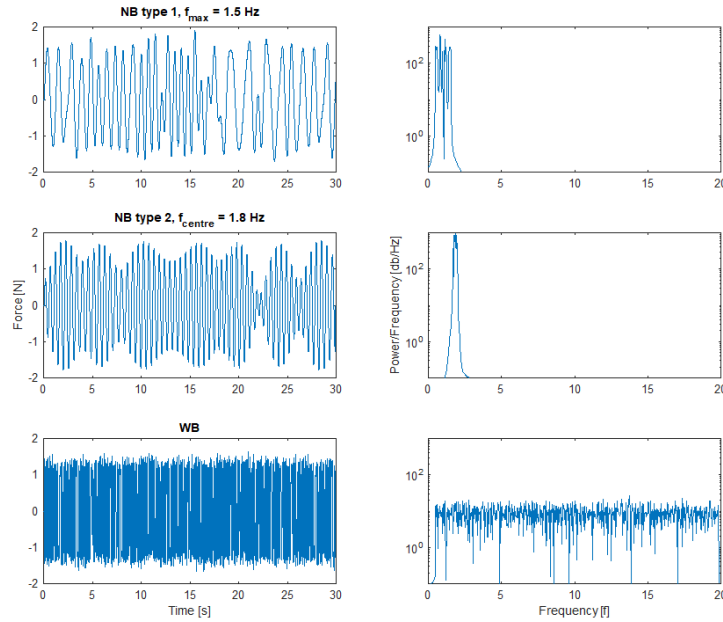 NB type 1, fmax = 1.5 Hz
2
1
0
-1
-2
0 5 10 15 20 25 30
10²
10⁰
0 5 10 15 20
NB type 2, fcentre = 1.8 Hz
Force [N]
2
1
0
-1
-2
0 5 10 15 20 25 30
Power/Frequency [db/Hz]
10²
10⁰
0 5 10 15 20
WB
2
1
0
-1
-2
0 5 10 15 20 25 30
Time [s]
10²
10⁰
0 5 10 15 20
Frequency [f]